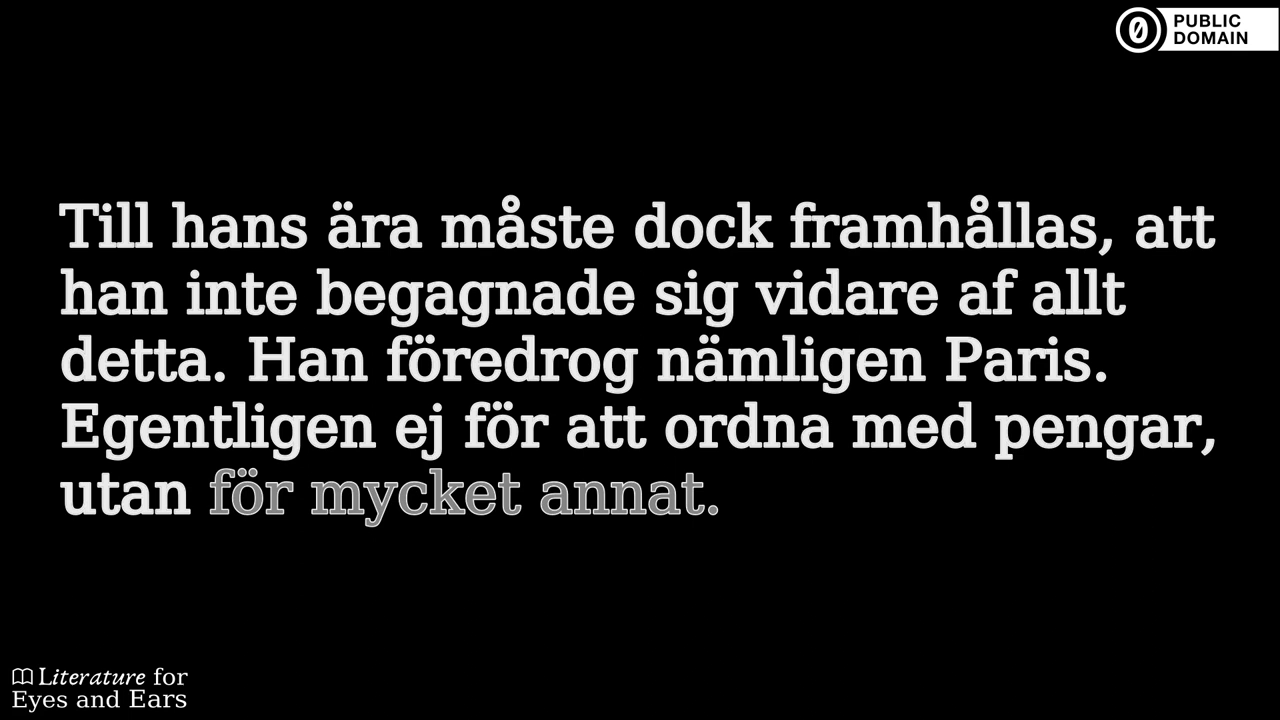 PUBLIC
DOMAIN
Till hans ära måste dock framhållas, att
han inte begagnade sig vidare af allt
detta. Han föredrog nämligen Paris.
Egentligen ej för att ordna med pengar,
utan för mycket annat.
Literature for
Eyes and Ears